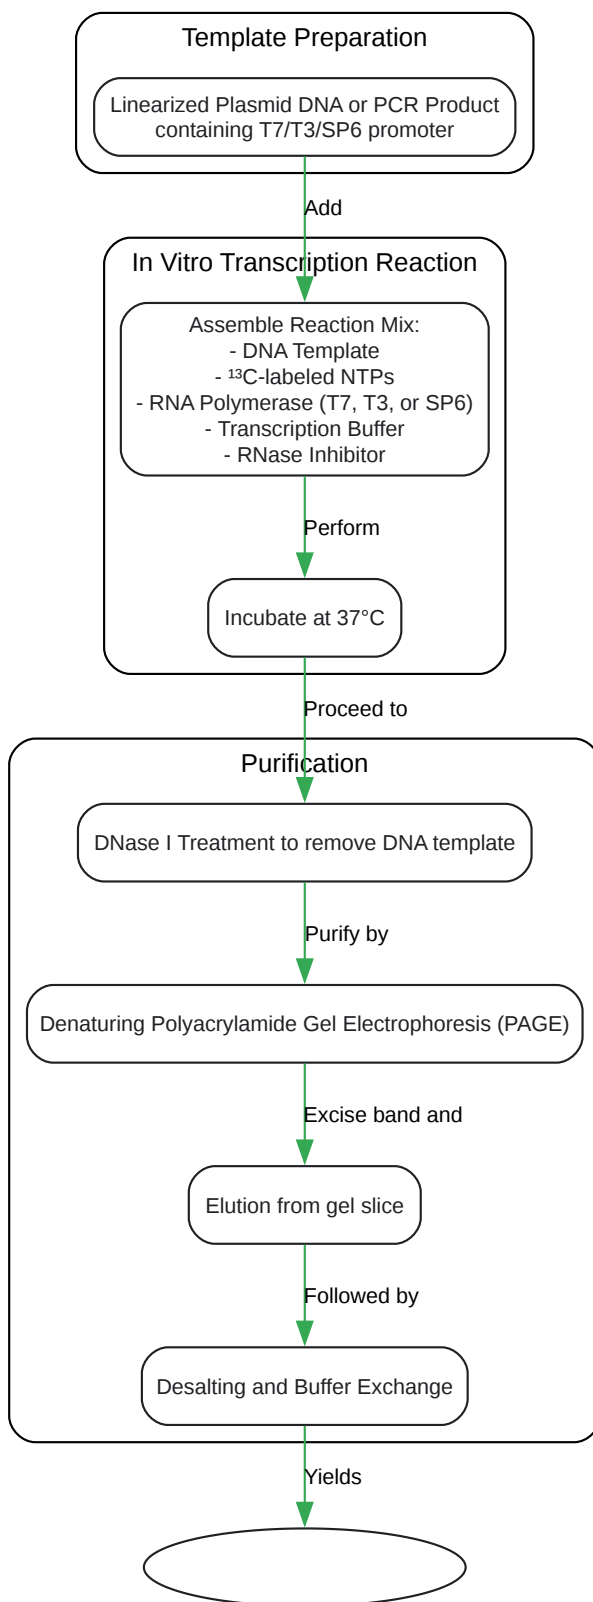 Template Preparation
Linearized Plasmid DNA or PCR Product
containing T7/T3/SP6 promoter
Add
In Vitro Transcription Reaction
Assemble Reaction Mix:
- DNA Template
- ¹³C-labeled NTPs
- RNA Polymerase (T7, T3, or SP6)
- Transcription Buffer
- RNase Inhibitor
Perform
Incubate at 37°C
Proceed to
Purification
DNase I Treatment to remove DNA template
Purify by
Denaturing Polyacrylamide Gel Electrophoresis (PAGE)
Excise band and
Elution from gel slice
Followed by
Desalting and Buffer Exchange
Yields